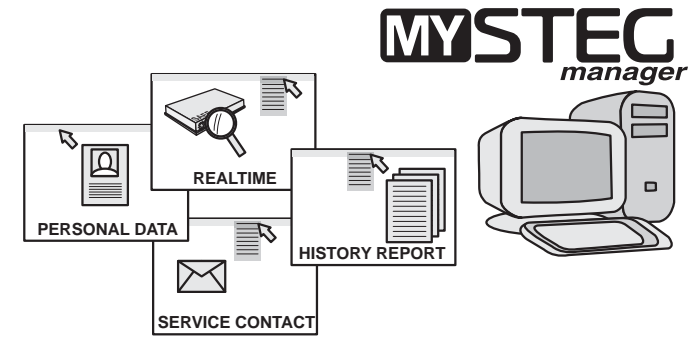 MYSTEG
manager
REALTIME
PERSONAL DATA
HISTORY REPORT
SERVICE CONTACT